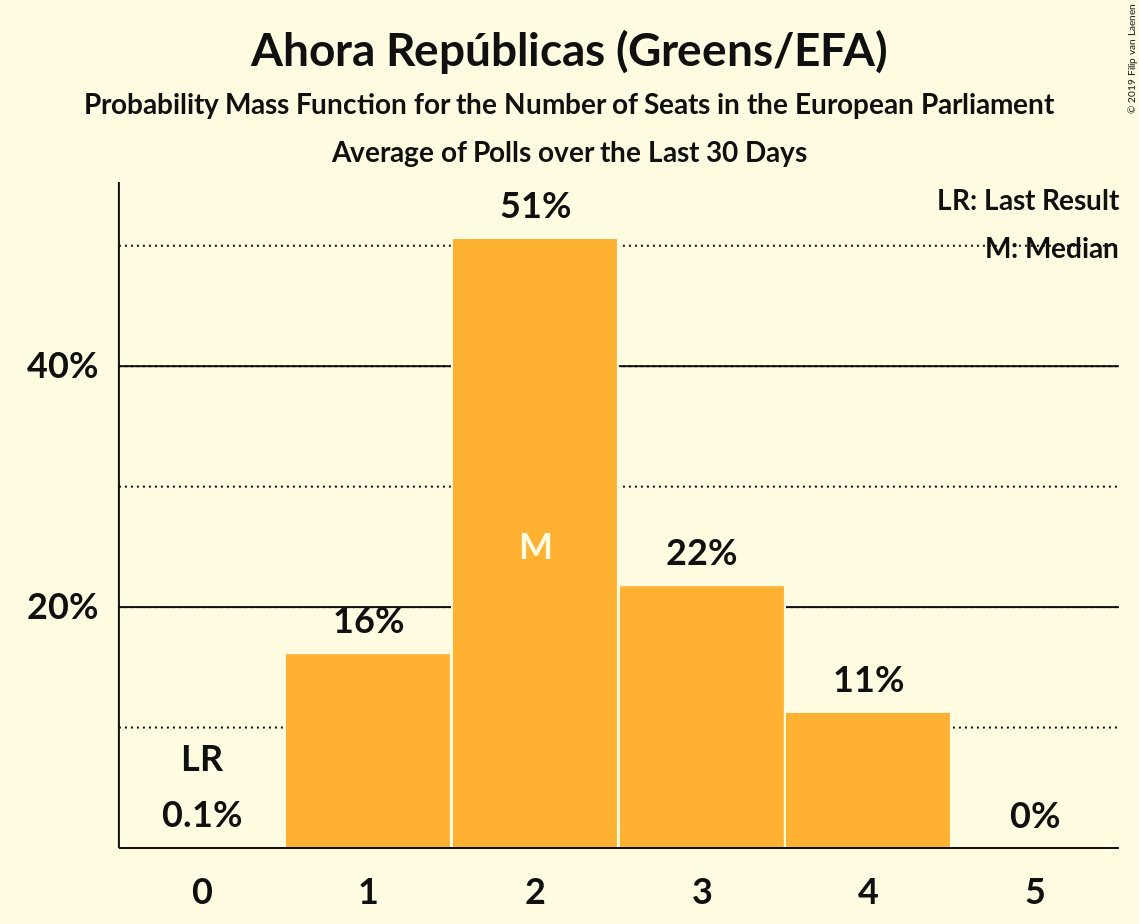 Ahora Repúblicas (Greens/EFA)
Probability Mass Function for the Number of Seats in the European Parliament
Average of Polls over the Last 30 Days
© 2019 Filip van Laenen
LR: Last Result
M: Median
51%
40%
M
22%
20%
16%
11%
LR
0.1%
0%
0 1 2 3 4 5